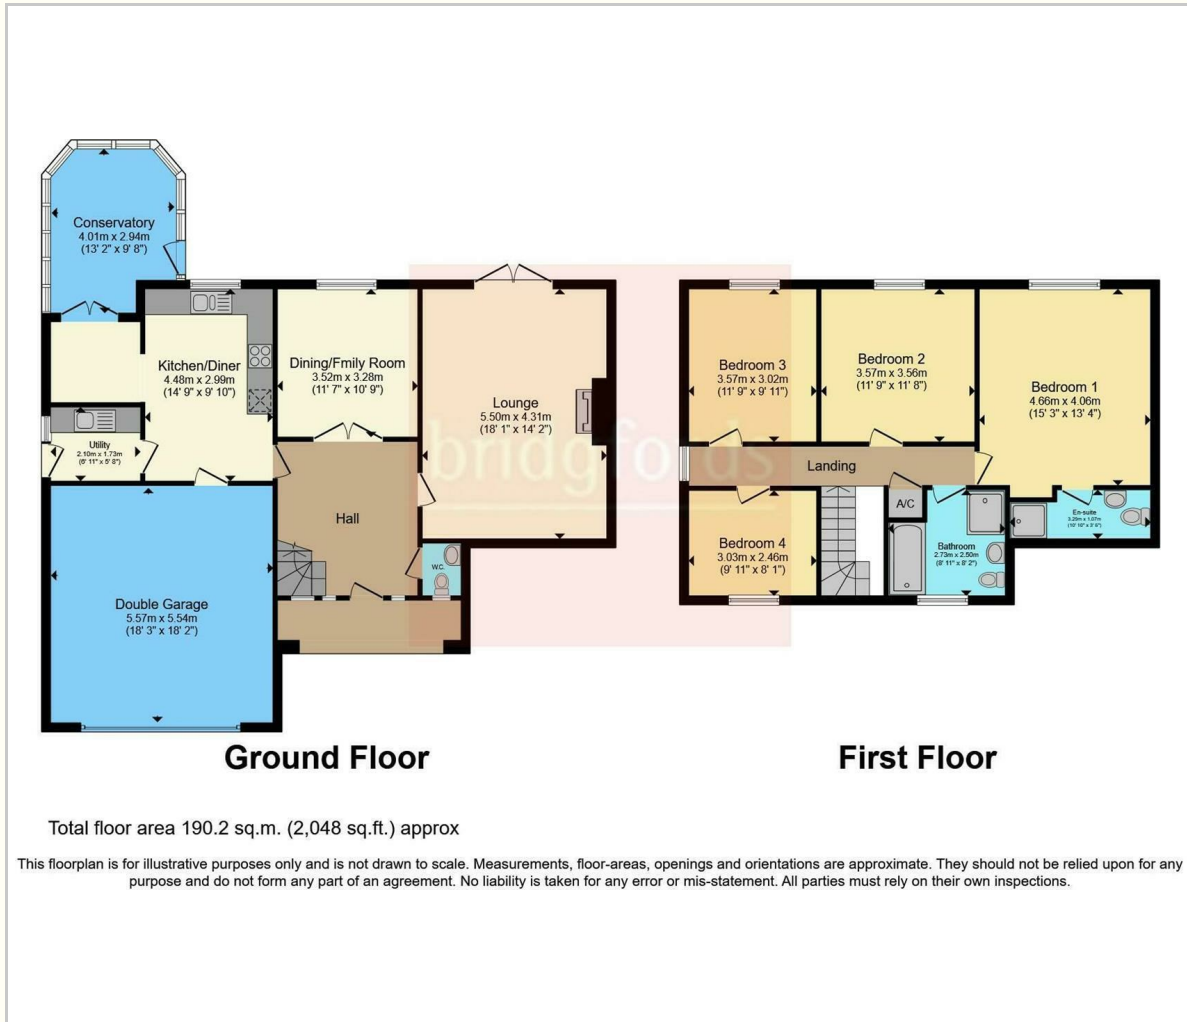 Conservatory
4.01m x 2.94m
(13' 2" x 9' 8")
Kitchen/Diner
4.48m x 2.99m
(14' 9" x 9' 10")
Dining/Fmily Room
3.52m x 3.28m
(11' 7" x 10' 9")
Lounge
5.50m x 4.31m
(18' 1" x 14' 2")
Utility
2.10m x 1.73m
(6' 11" x 5' 8")
Hall
W.C.
Double Garage
5.57m x 5.54m
(18' 3" x 18' 2")
Ground Floor
bridgfords
Bedroom 3
3.57m x 3.02m
(11' 9" x 9' 11")
Bedroom 2
3.57m x 3.56m
(11' 9" x 11' 8")
Bedroom 1
4.66m x 4.06m
(15' 3" x 13' 4")
Landing
A/C
Bedroom 4
3.03m x 2.46m
(9' 11" x 8' 1")
Bathroom
2.73m x 2.50m
(8' 11" x 8' 2")
En-suite
3.29m x 1.07m
(10' 10" x 3' 6")
First Floor
Total floor area 190.2 sq.m. (2,048 sq.ft.) approx
This floorplan is for illustrative purposes only and is not drawn to scale. Measurements, floor-areas, openings and orientations are approximate. They should not be relied upon for any
purpose and do not form any part of an agreement. No liability is taken for any error or mis-statement. All parties must rely on their own inspections.